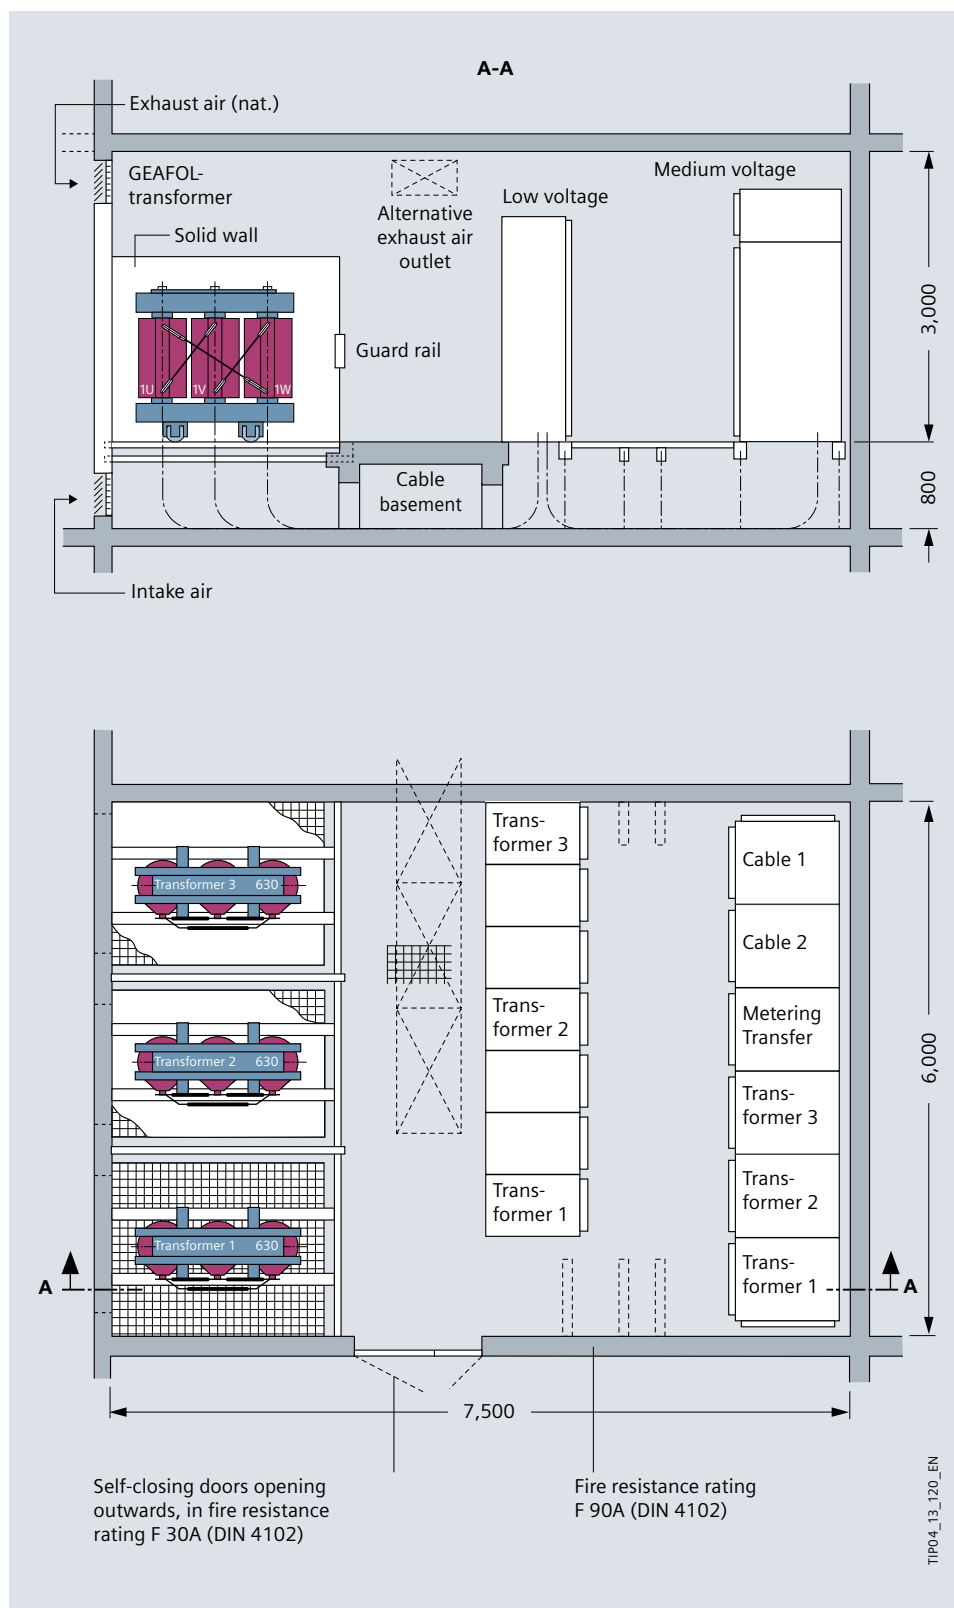 A-A
Exhaust air (nat.)
GEAFOL-
transformer
Solid wall
Alternative
exhaust air
outlet
Low voltage
Medium voltage
Guard rail
1U 1V 1W
3,000
Cable
basement
800
Intake air
Transformer 3 630
Transformer 2 630
Transformer 1 630
Trans-
former 3
Trans-
former 2
Trans-
former 1
Cable 1
Cable 2
Metering
Transfer
Trans-
former 3
Trans-
former 2
Trans-
former 1
6,000
A
A
7,500
Self-closing doors opening
outwards, in fire resistance
rating F 30A (DIN 4102)
Fire resistance rating
F 90A (DIN 4102)
TIP04_13_120_EN